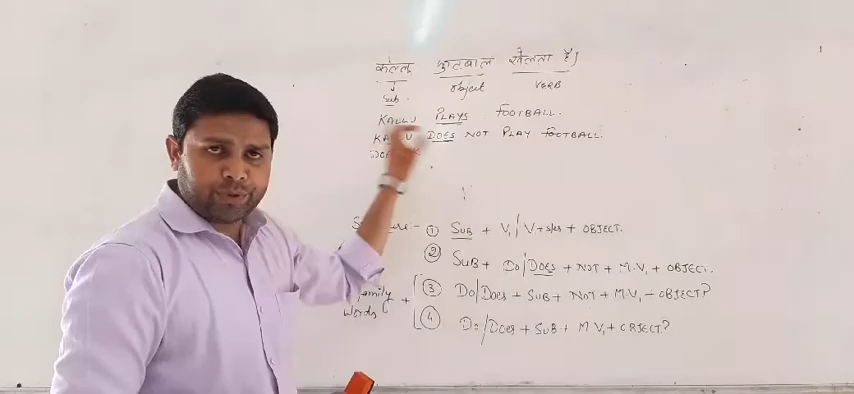 कल्लू फुटबाल खेलता है।
Sub. object VERB
KALLU PLAYS FOOTBALL.
DOES NOT PLAY FOOTBALL.
① SUB + V₁/V₁+s/es + OBJECT.
② SUB + DO/DOES + NOT + M.V₁ + OBJECT.
③ DO/DOES + SUB + NOT + M.V₁ - OBJECT?
family words + ④ DO/DOES + SUB + M V₁ + OBJECT?